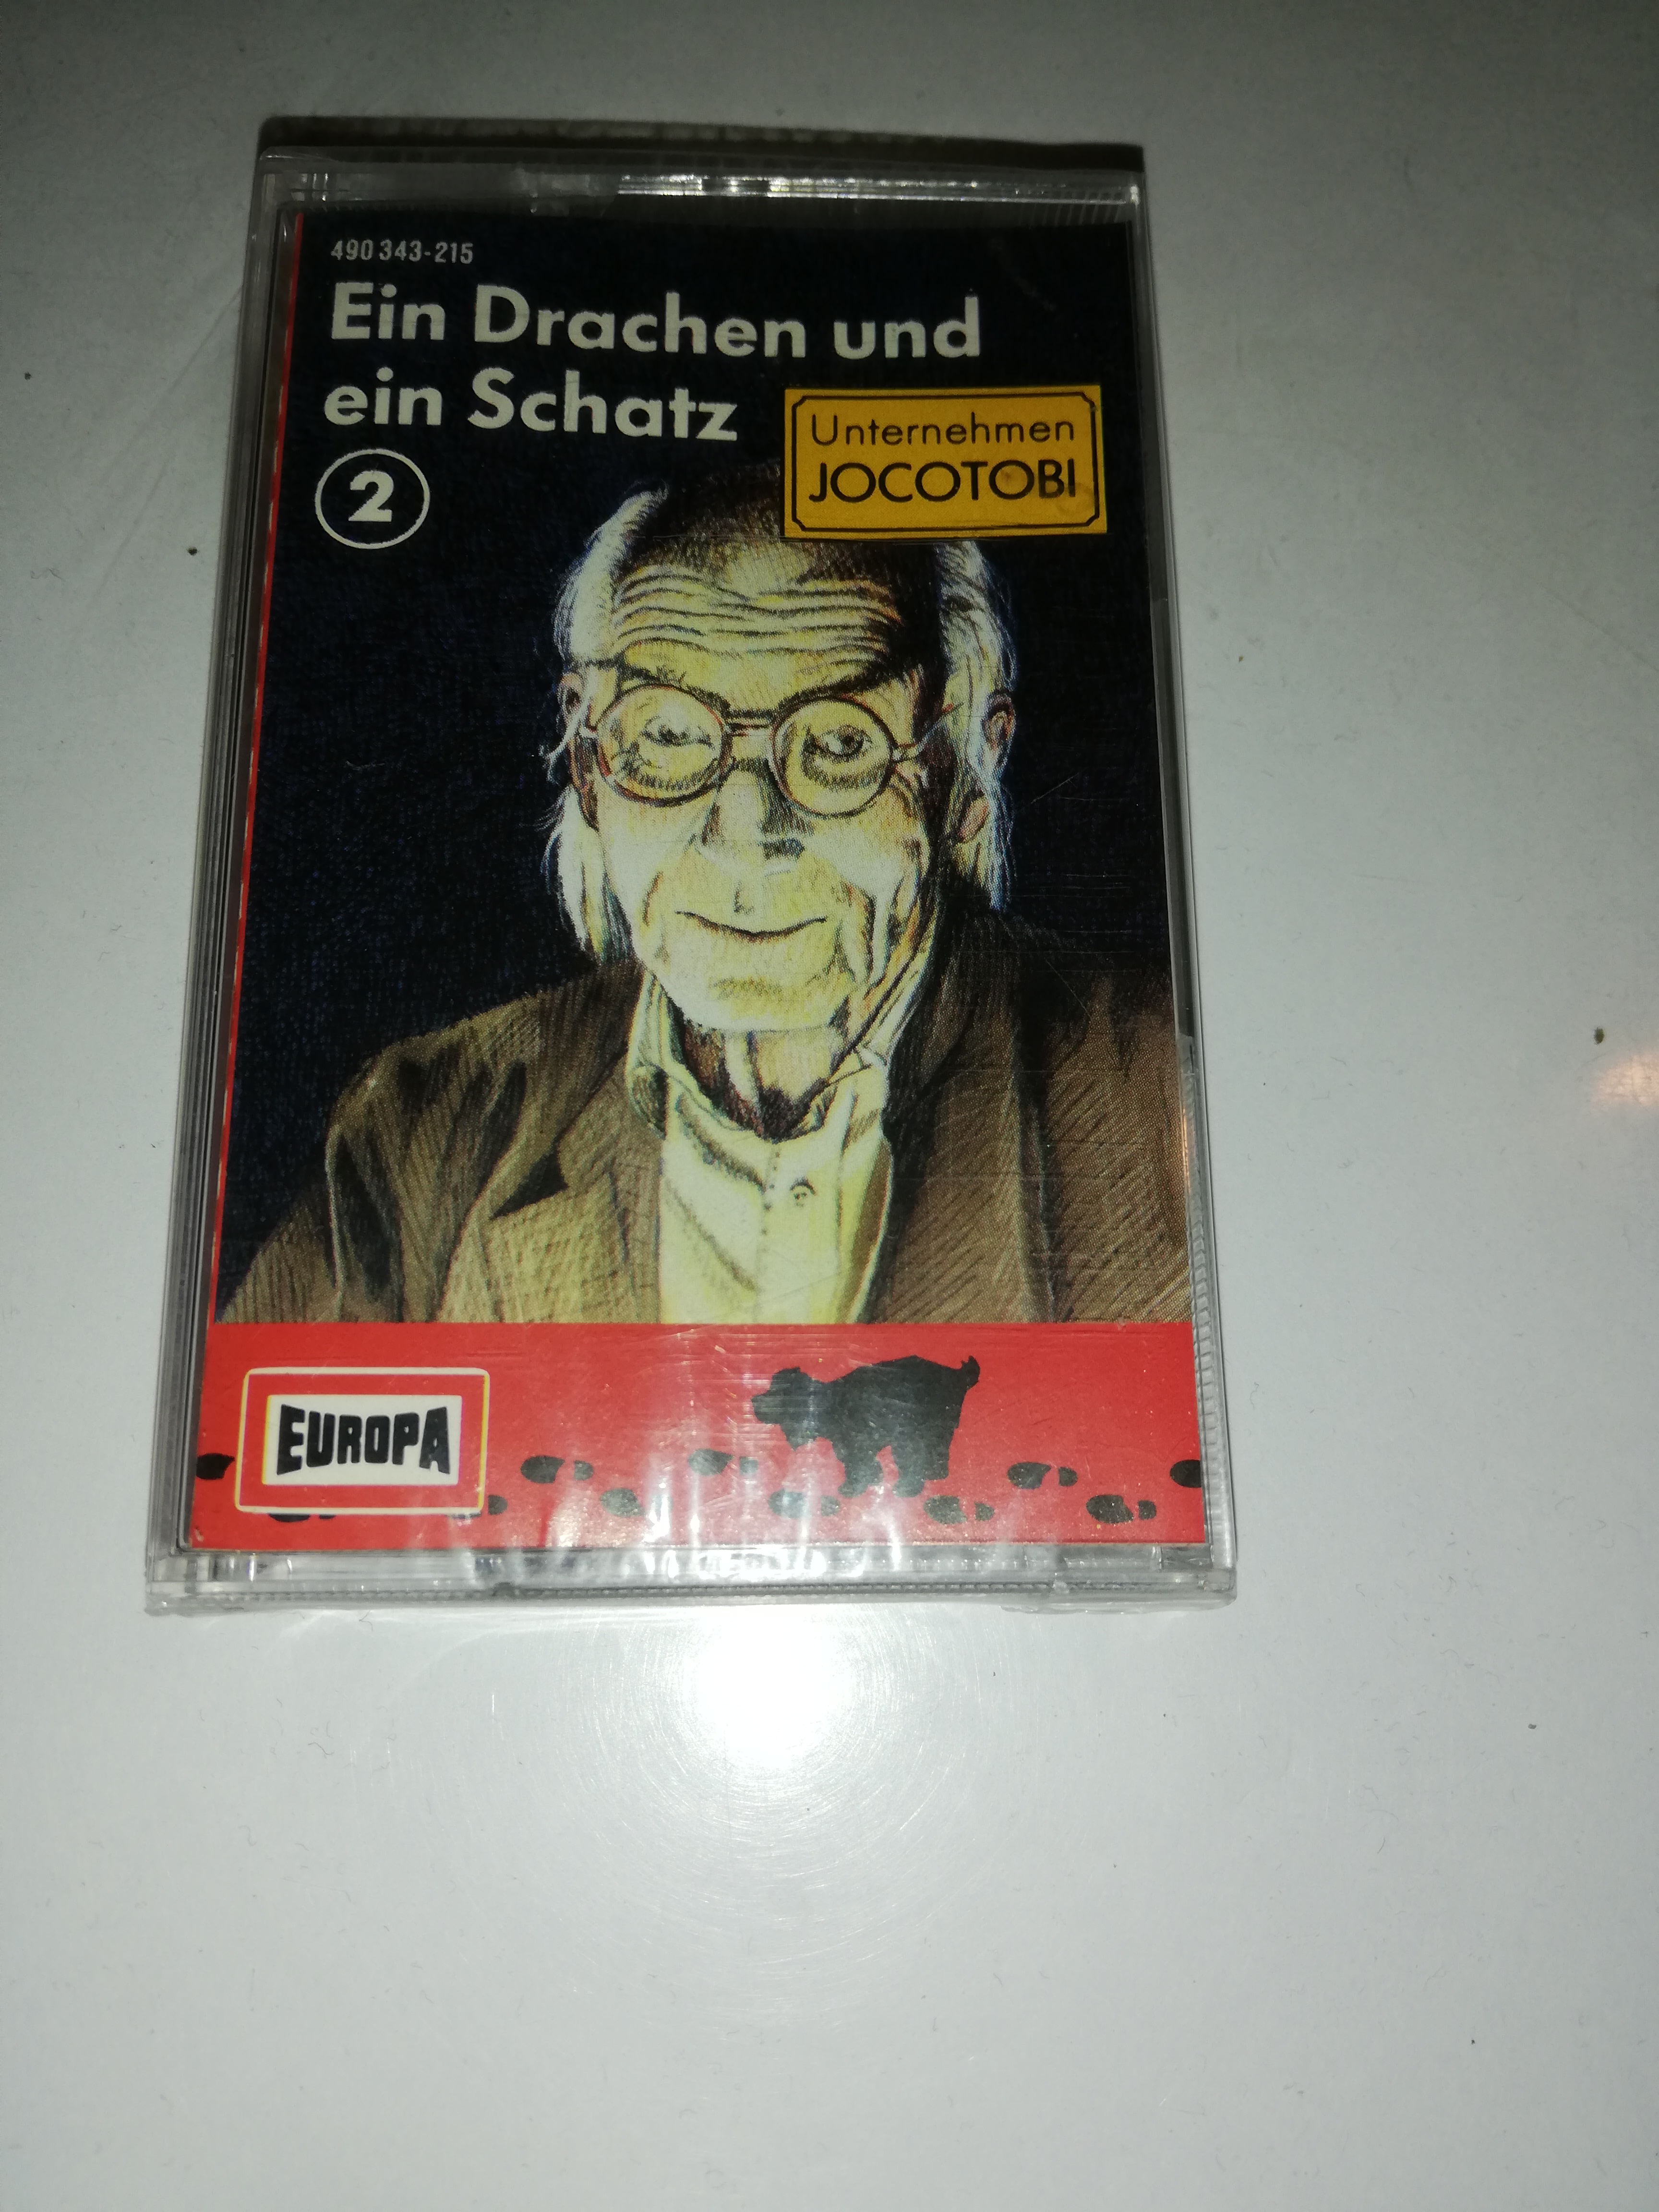 490 343-215
Ein Drachen und
ein Schatz
2
Unternehmen
JOCOTOBI
EUROPA